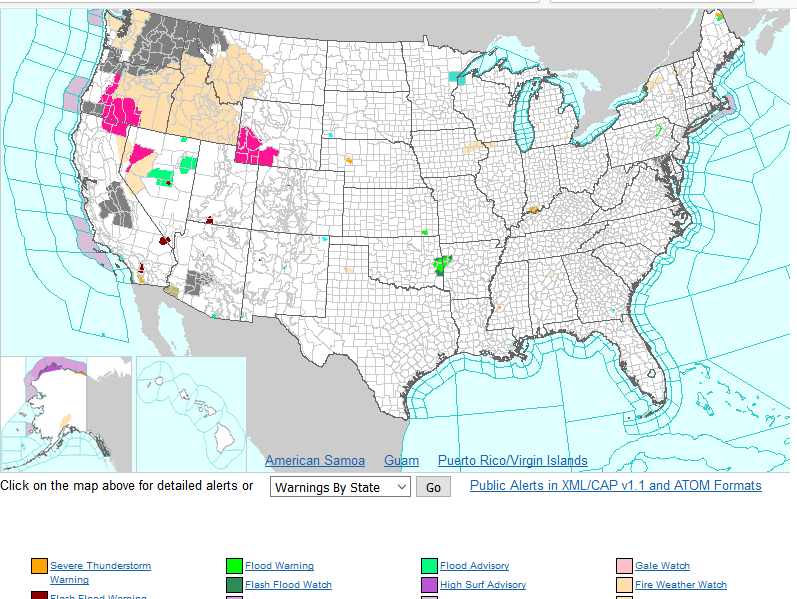 American Samoa Guam Puerto Rico/Virgin Islands
Click on the map above for detailed alerts or Warnings By State Go Public Alerts in XML/CAP v1.1 and ATOM Formats
Severe Thunderstorm Warning Flood Warning Flood Advisory Gale Watch
Flash Flood Warning Flash Flood Watch High Surf Advisory Fire Weather Watch